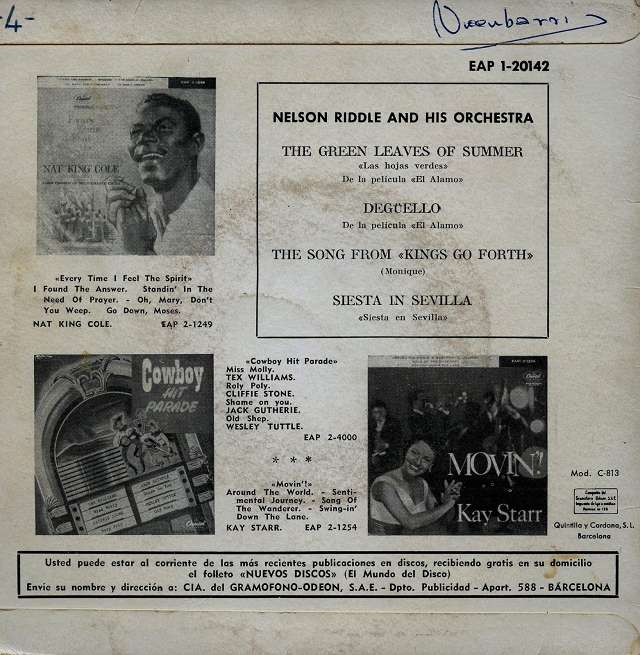 -4-
EAP 1-20142
NELSON RIDDLE AND HIS ORCHESTRA
THE GREEN LEAVES OF SUMMER
«Las hojas verdes»
De la película «El Alamo»
DEGÜELLO
De la película «El Alamo»
THE SONG FROM «KINGS GO FORTH»
(Monique)
SIESTA IN SEVILLA
«Siesta en Sevilla»
NAT KING COLE
«Every Time I Feel The Spirit»
I Found The Answer. Standin' In The
Need Of Prayer. - Oh, Mary, Don't
You Weep. Go Down, Moses.
NAT KING COLE. EAP 2-1249
Cowboy
HIT
PARADE
«Cowboy Hit Parade»
Miss Molly.
TEX WILLIAMS.
Roly Poly.
CLIFFIE STONE.
Shame on you.
JACK GUTHERIE.
Old Shep.
WESLEY TUTTLE.
EAP 2-4000
* * *
«Movin'!»
Around The World. - Senti-
mental Journey. - Song Of
The Wanderer. - Swing-in'
Down The Lane.
KAY STARR. EAP 2-1254
MOVIN'!
Kay Starr
Mod. C-813
Quintilla y Cardona, S. L.
Barcelona
Usted puede estar al corriente de las más recientes publicaciones en discos, recibiendo gratis en su domicilio
el folleto «NUEVOS DISCOS» (El Mundo del Disco)
Envíe su nombre y dirección a: CIA. del GRAMOFONO-ODEON, S.A.E. - Dpto. Publicidad - Apart. 588 - BARCELONA